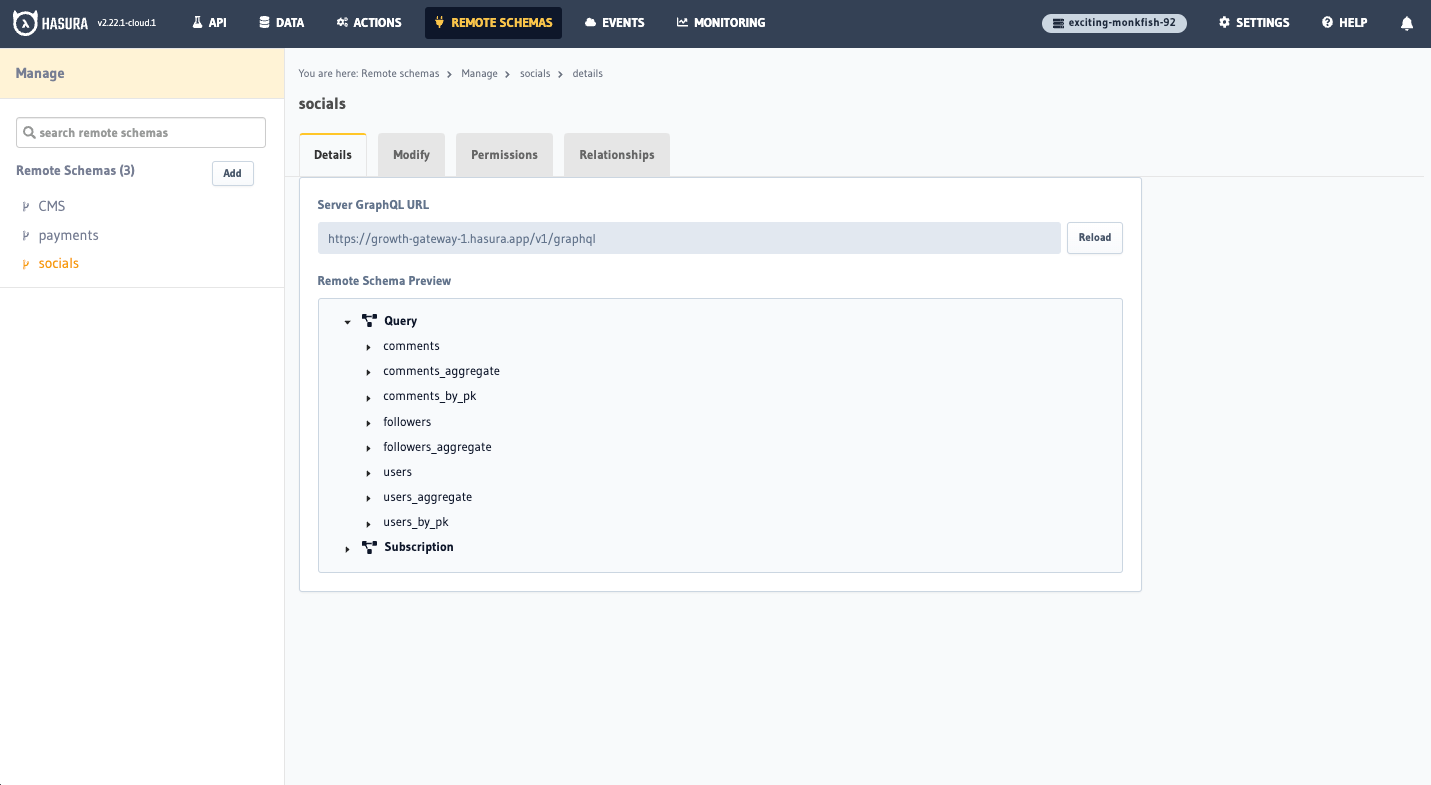 HASURA v2.22.1-cloud.1 API DATA ACTIONS REMOTE SCHEMAS EVENTS MONITORING exciting-monkfish-92 SETTINGS HELP
Manage
search remote schemas
Remote Schemas (3) Add
CMS
payments
socials
You are here: Remote schemas > Manage > socials > details
socials
Details Modify Permissions Relationships
Server GraphQL URL
https://growth-gateway-1.hasura.app/v1/graphql Reload
Remote Schema Preview
Query
comments
comments_aggregate
comments_by_pk
followers
followers_aggregate
users
users_aggregate
users_by_pk
Subscription